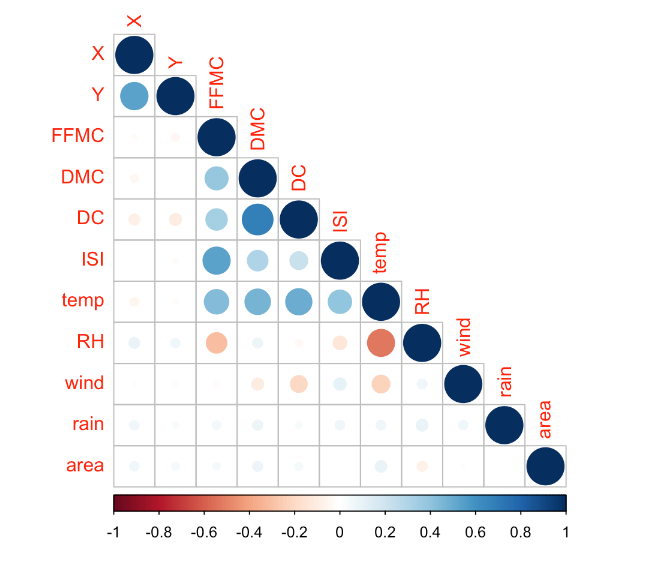 X
X
Y
Y
FFMC
FFMC
DMC
DMC
DC
DC
ISI
ISI
temp
temp
RH
RH
wind
wind
rain
rain
area
area
-1 -0.8 -0.6 -0.4 -0.2 0 0.2 0.4 0.6 0.8 1